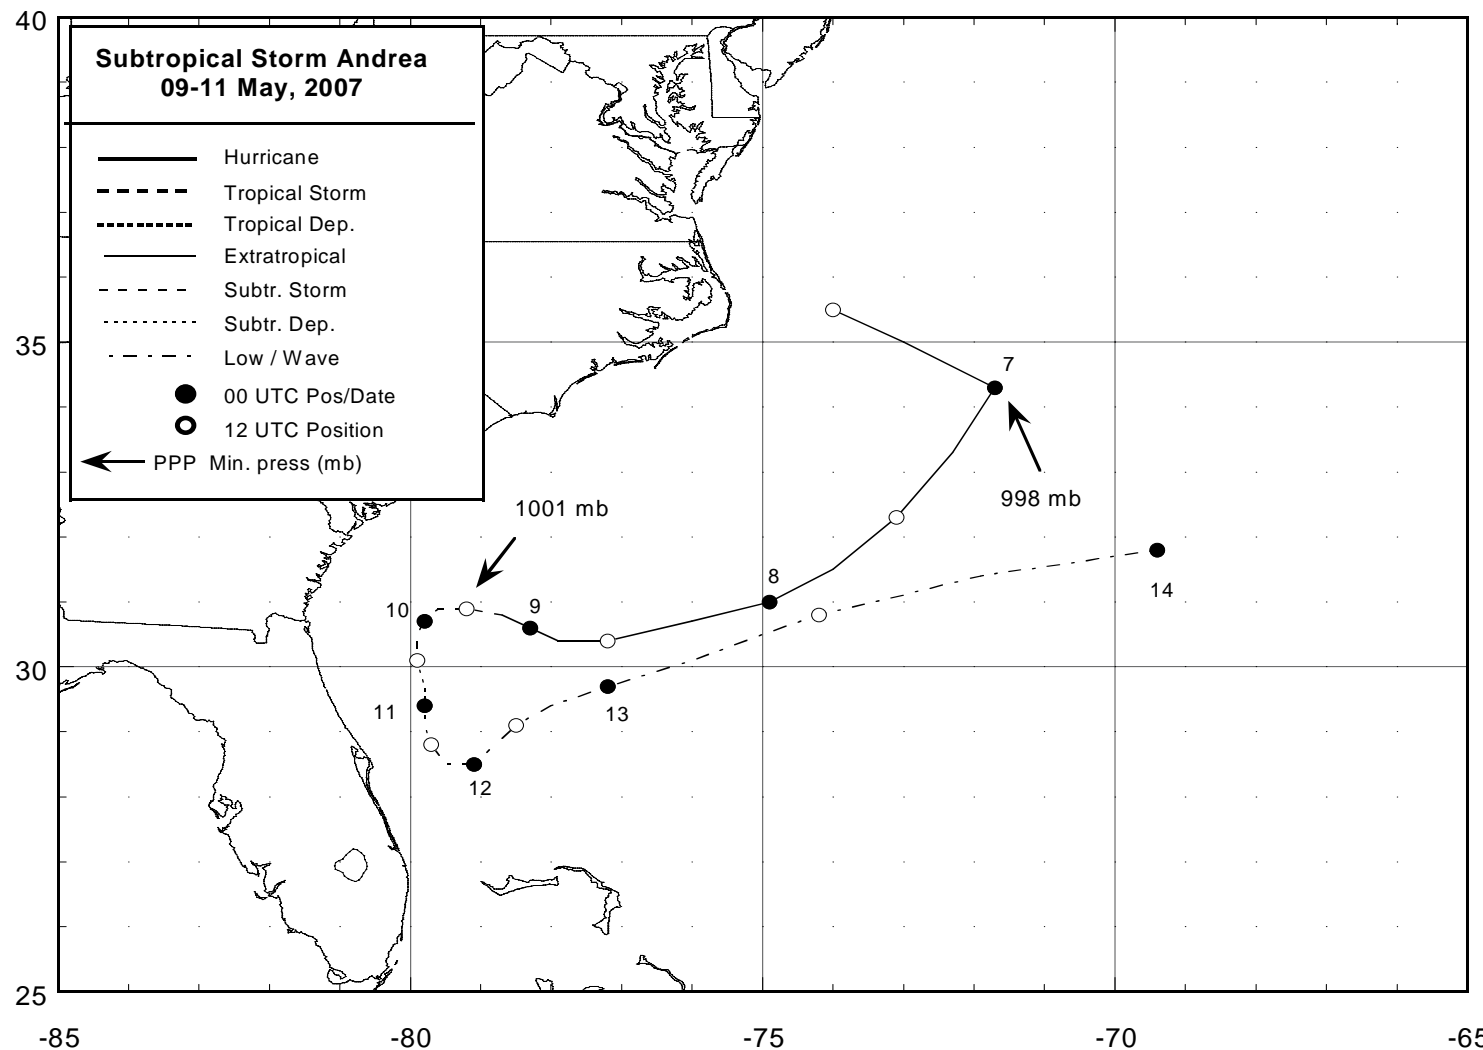 40
Subtropical Storm Andrea
09-11 May, 2007
Hurricane
Tropical Storm
Tropical Dep.
Extratropical
Subtr. Storm
Subtr. Dep.
Low / Wave
00 UTC Pos/Date
12 UTC Position
PPP Min. press (mb)
35
7
998 mb
1001 mb
8
14
10
9
30
11
13
12
25
-85
-80
-75
-70
-65